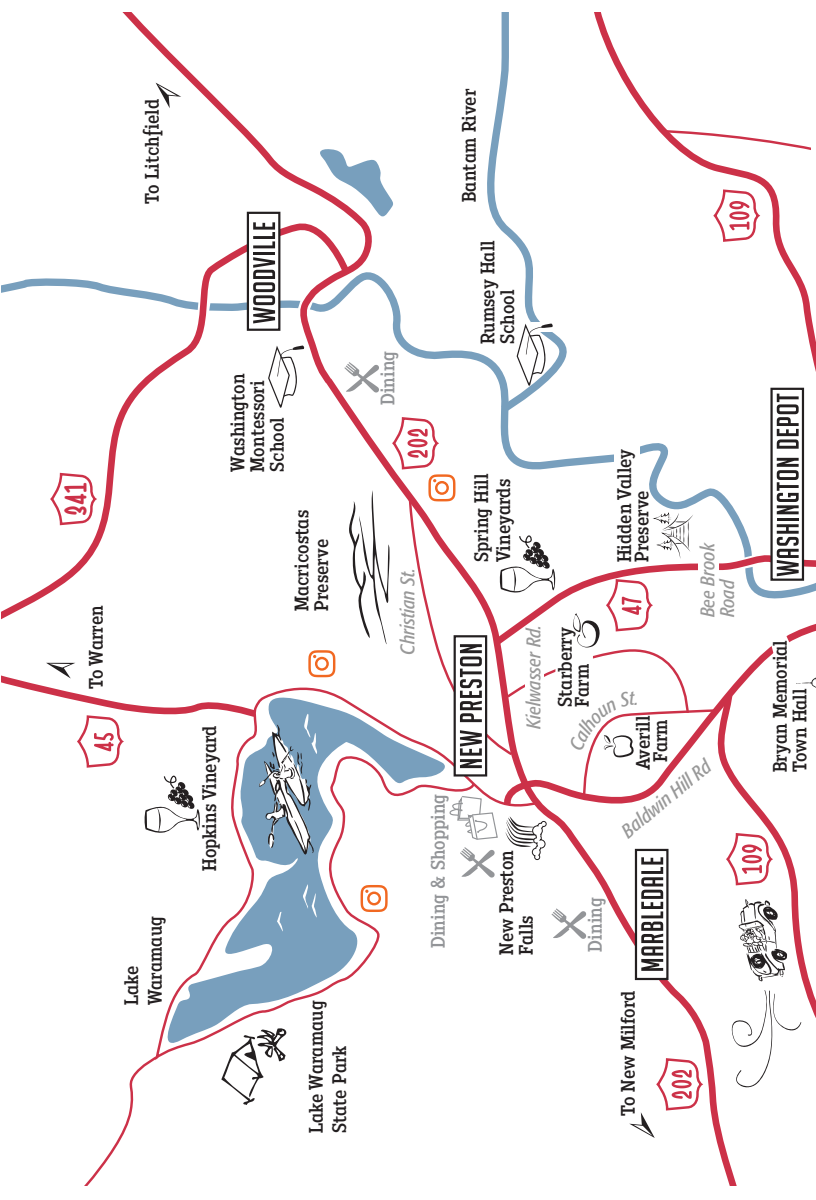 341
45
To Warren
To Litchfield
Lake
Waramaug
Hopkins Vineyard
Washington
Montessori
School
WOODVILLE
Lake Waramaug
State Park
Macricostas
Preserve
Dining
Christian St.
202
Dining & Shopping
NEW PRESTON
Bantam River
New Preston
Falls
Spring Hill
Vineyards
Rumsey Hall
School
Kielwasser Rd.
Dining
Starberry
Farm
Calhoun St.
47
Hidden Valley
Preserve
To New Milford
MARBLEDALE
Averill
Farm
Baldwin Hill Rd
202
Bee Brook
Road
109
109
Bryan Memorial
Town Hall
WASHINGTON DEPOT